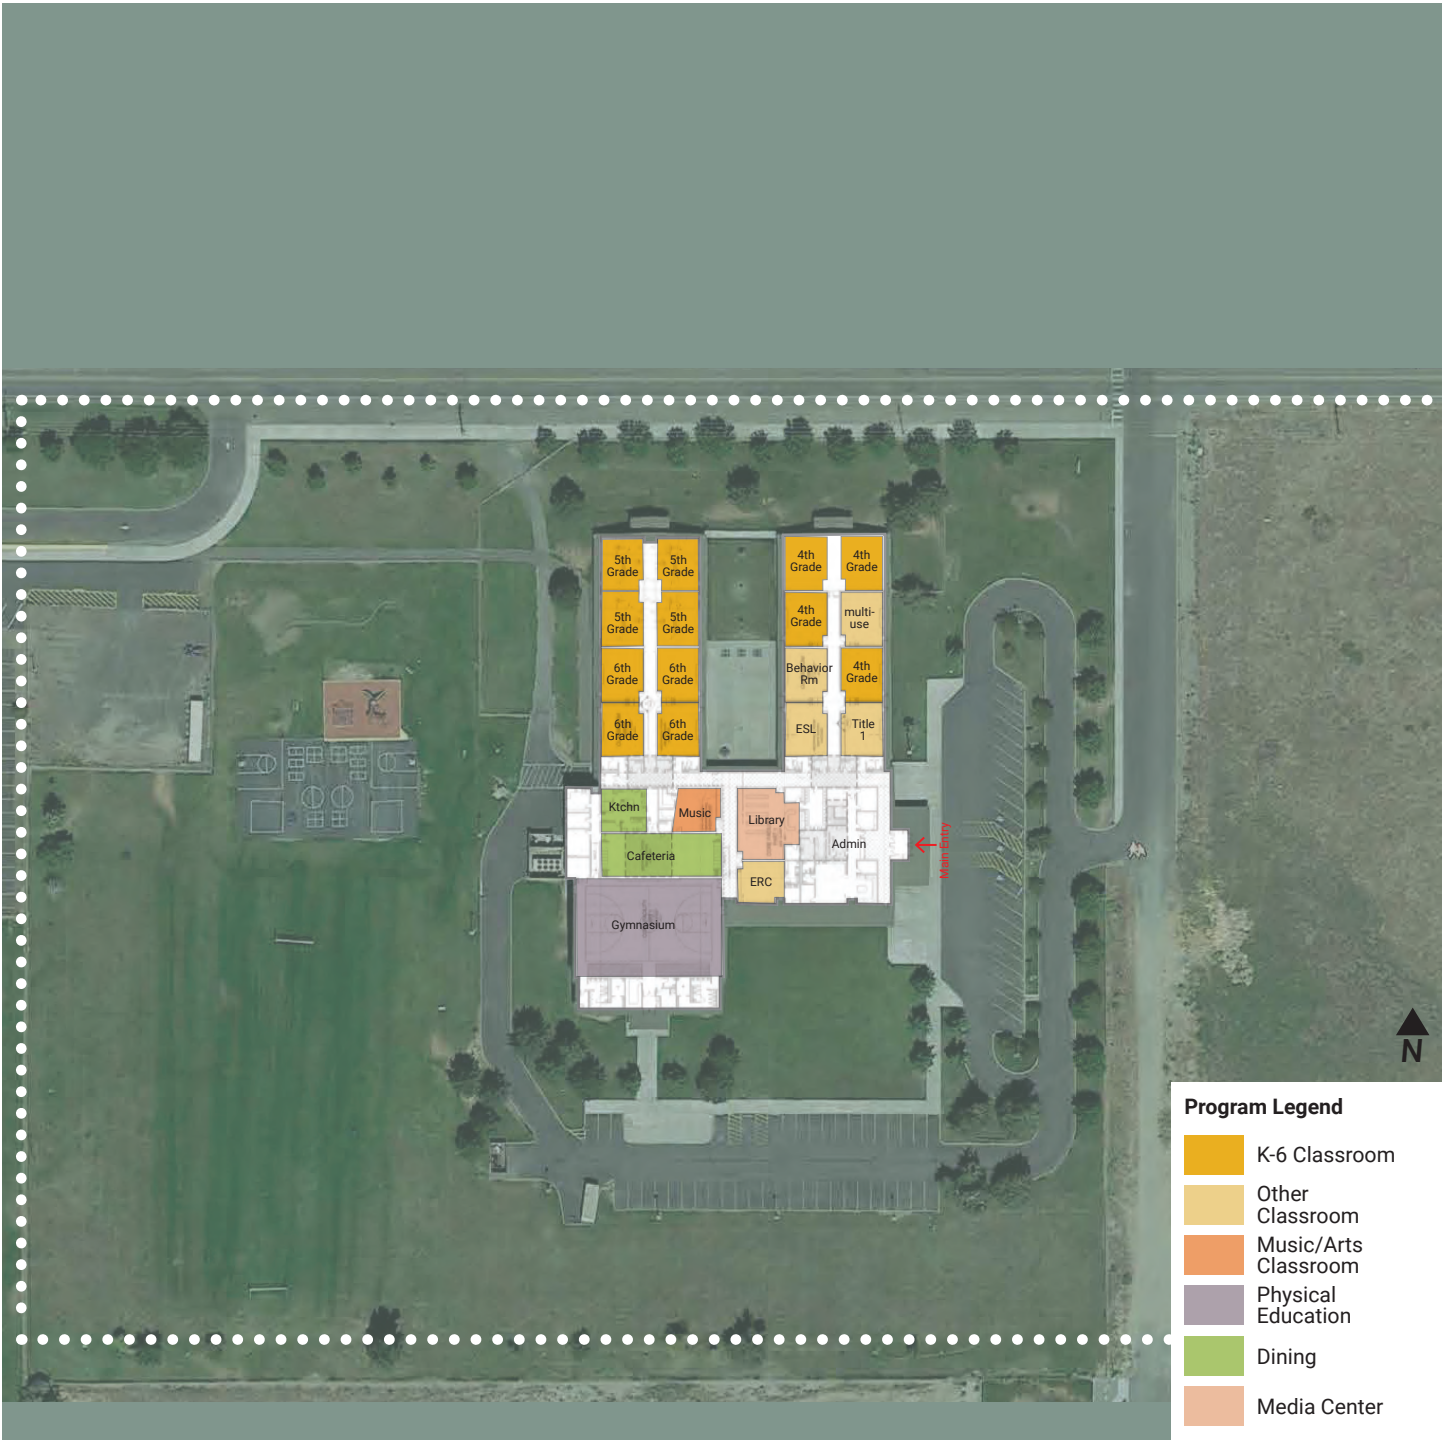 5th
Grade
5th
Grade
4th
Grade
4th
Grade
5th
Grade
5th
Grade
4th
Grade
multi-
use
6th
Grade
6th
Grade
Behavior
Rm
4th
Grade
6th
Grade
6th
Grade
ESL
Title
1
Ktchn
Music
Library
Cafeteria
Admin
Main Entry
ERC
Gymnasium
N
Program Legend
K-6 Classroom
Other
Classroom
Music/Arts
Classroom
Physical
Education
Dining
Media Center